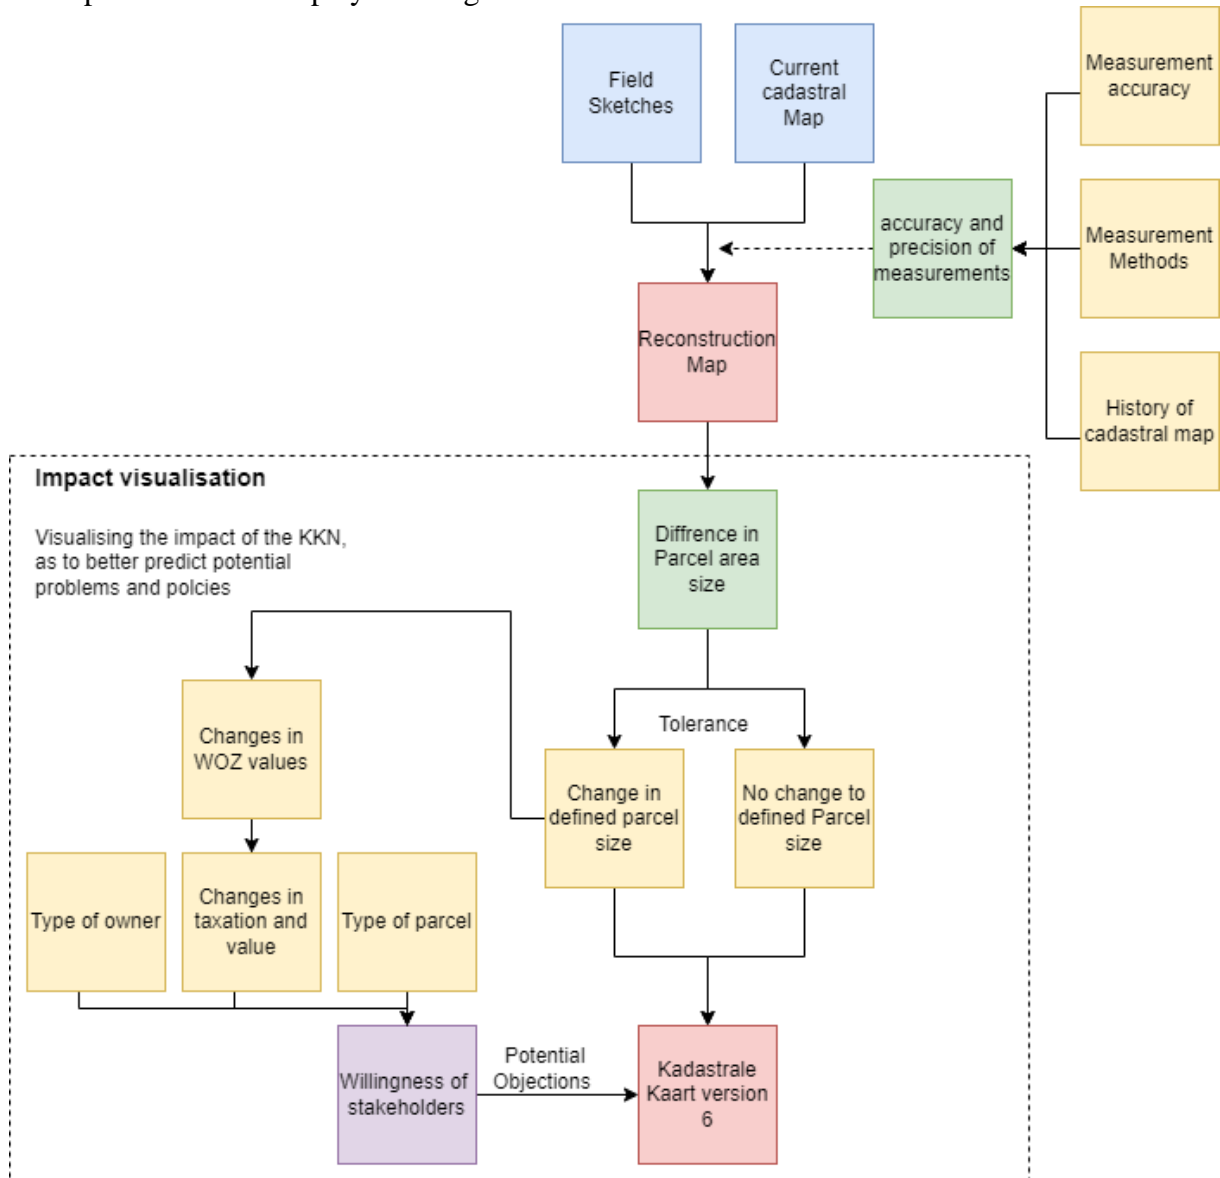 Field
Sketches
Current
cadastral
Map
Measurement
accuracy
accuracy and
precision of
measurements
Measurement
Methods
Reconstruction
Map
History of
cadastral map
Impact visualisation
Visualising the impact of the KKN,
as to better predict potential
problems and polcies
Diffrence in
Parcel area
size
Tolerance
Changes in
WOZ values
Change in
defined parcel
size
No change to
defined Parcel
size
Type of owner
Changes in
taxation and
value
Type of parcel
Willingness of
stakeholders
Potential
Objections
Kadastrale
Kaart version
6